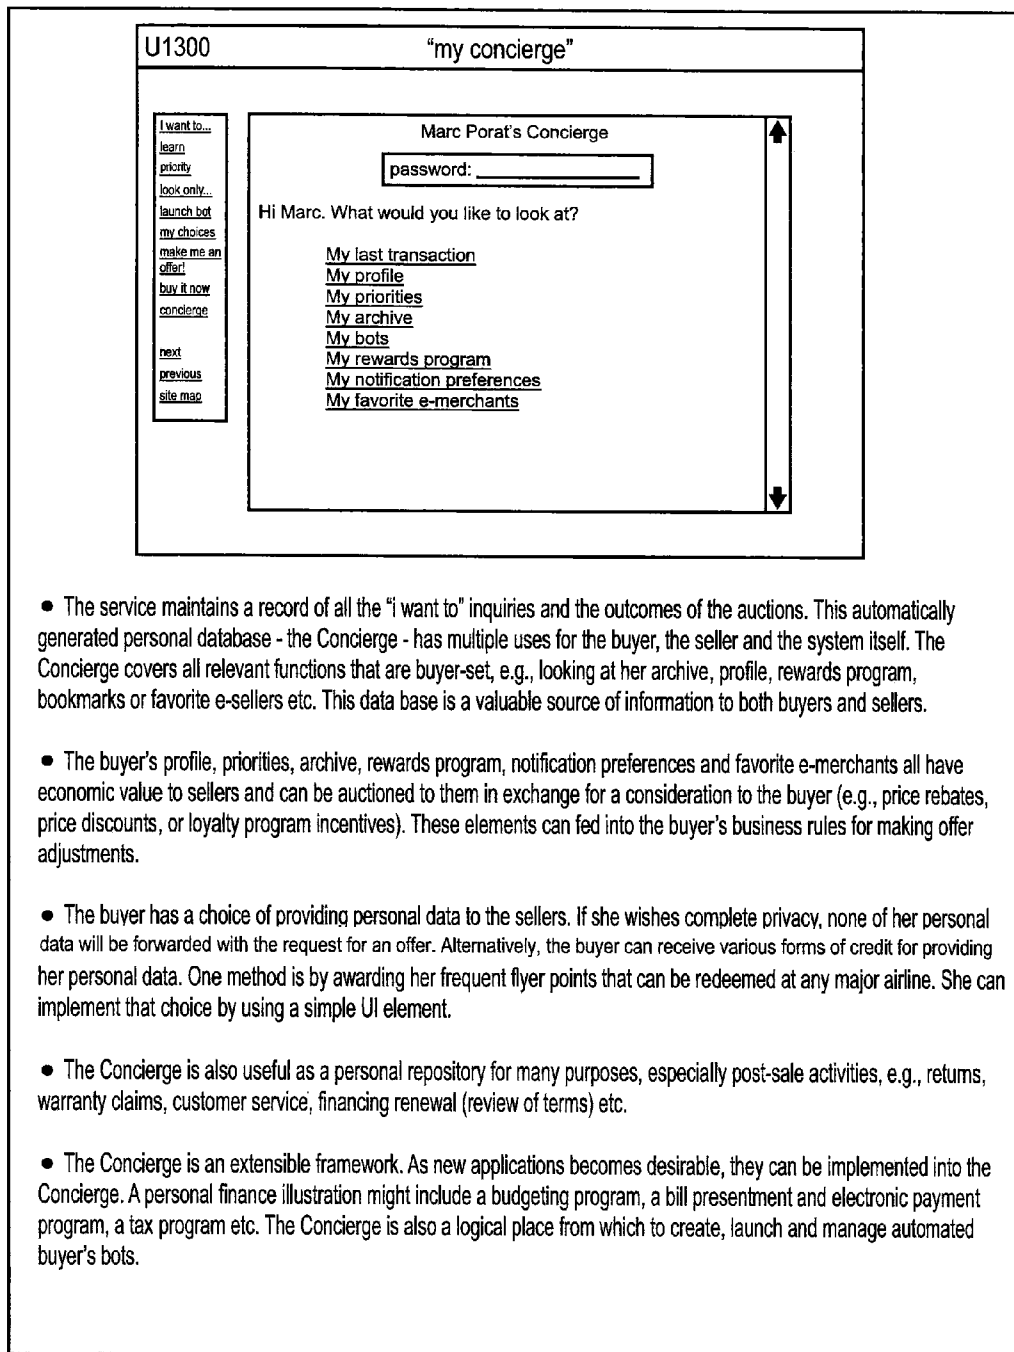 U1300
"my concierge"
I want to...
learn
priority
look only...
launch bot
my choices
make me an
offer!
buy it now
concierge
next
previous
site map
Marc Porat's Concierge
password:
Hi Marc. What would you like to look at?
My last transaction
My profile
My priorities
My archive
My bots
My rewards program
My notification preferences
My favorite e-merchants
• The service maintains a record of all the "i want to" inquiries and the outcomes of the auctions. This automatically
generated personal database - the Concierge - has multiple uses for the buyer, the seller and the system itself. The
Concierge covers all relevant functions that are buyer-set, e.g., looking at her archive, profile, rewards program,
bookmarks or favorite e-sellers etc. This data base is a valuable source of information to both buyers and sellers.
• The buyer's profile, priorities, archive, rewards program, notification preferences and favorite e-merchants all have
economic value to sellers and can be auctioned to them in exchange for a consideration to the buyer (e.g., price rebates,
price discounts, or loyalty program incentives). These elements can fed into the buyer's business rules for making offer
adjustments.
• The buyer has a choice of providing personal data to the sellers. If she wishes complete privacy, none of her personal
data will be forwarded with the request for an offer. Alternatively, the buyer can receive various forms of credit for providing
her personal data. One method is by awarding her frequent flyer points that can be redeemed at any major airline. She can
implement that choice by using a simple UI element.
• The Concierge is also useful as a personal repository for many purposes, especially post-sale activities, e.g., returns,
warranty claims, customer service, financing renewal (review of terms) etc.
• The Concierge is an extensible framework. As new applications becomes desirable, they can be implemented into the
Concierge. A personal finance illustration might include a budgeting program, a bill presentment and electronic payment
program, a tax program etc. The Concierge is also a logical place from which to create, launch and manage automated
buyer's bots.